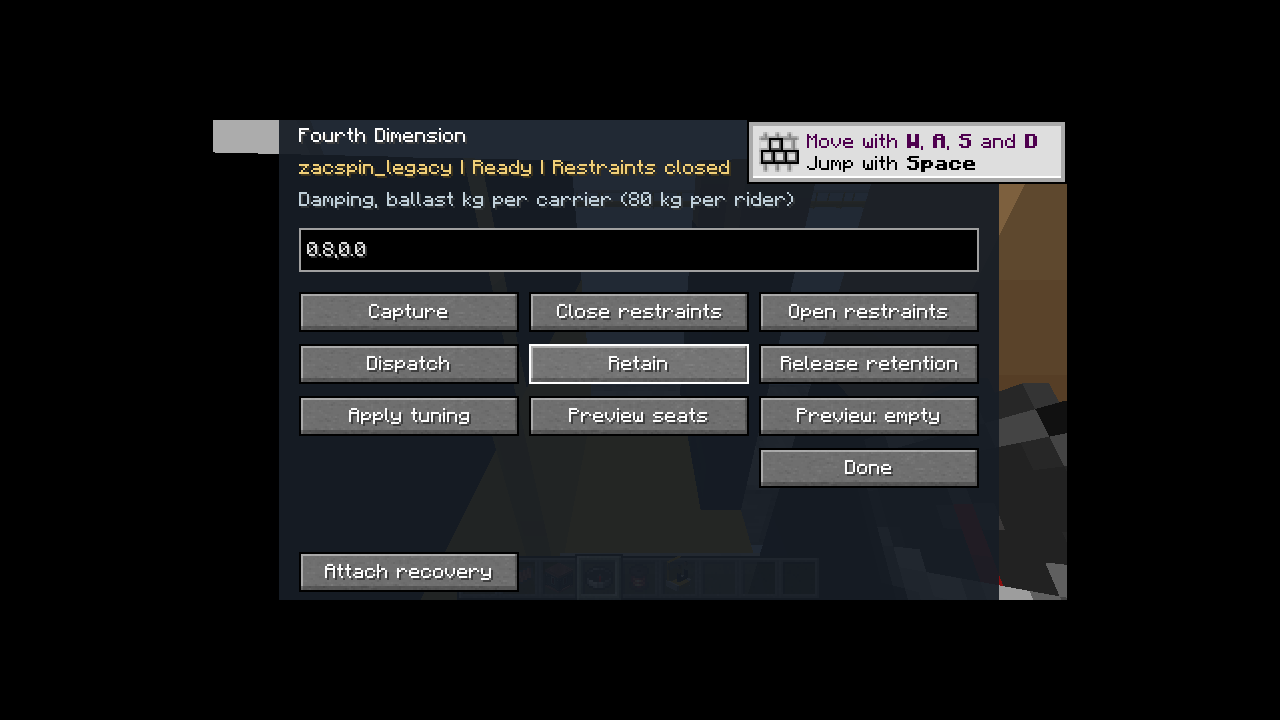 Fourth Dimension
Move with W, A, S and D
Jump with Space
zacspin_legacy | Ready | Restraints closed
Damping, ballast kg per carrier (80 kg per rider)
0.8,0.0
Capture
Close restraints
Open restraints
Dispatch
Retain
Release retention
Apply tuning
Preview seats
Preview: empty
Done
Attach recovery